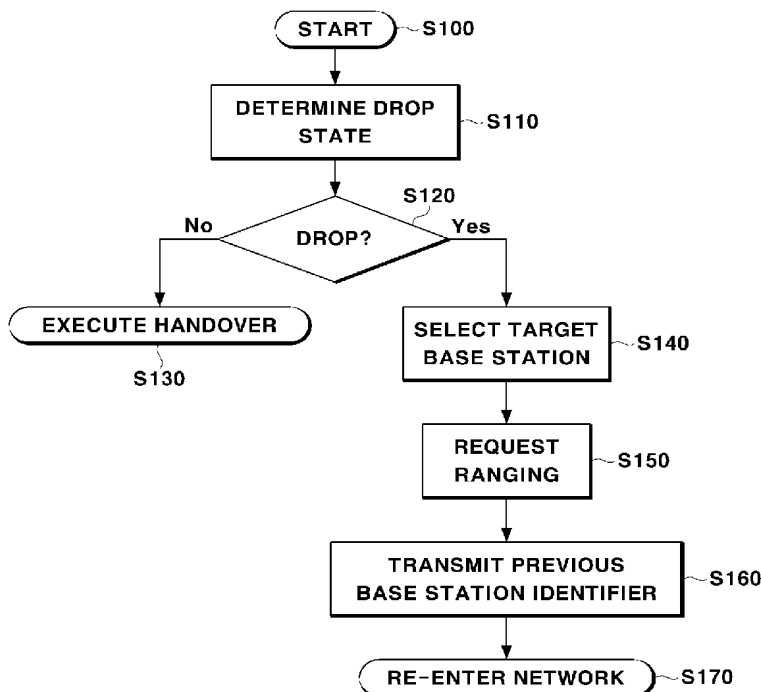 START
S100
DETERMINE DROP
STATE
S110
S120
No
DROP?
Yes
EXECUTE HANDOVER
S130
SELECT TARGET
BASE STATION
S140
REQUEST
RANGING
S150
TRANSMIT PREVIOUS
BASE STATION IDENTIFIER
S160
RE-ENTER NETWORK
S170